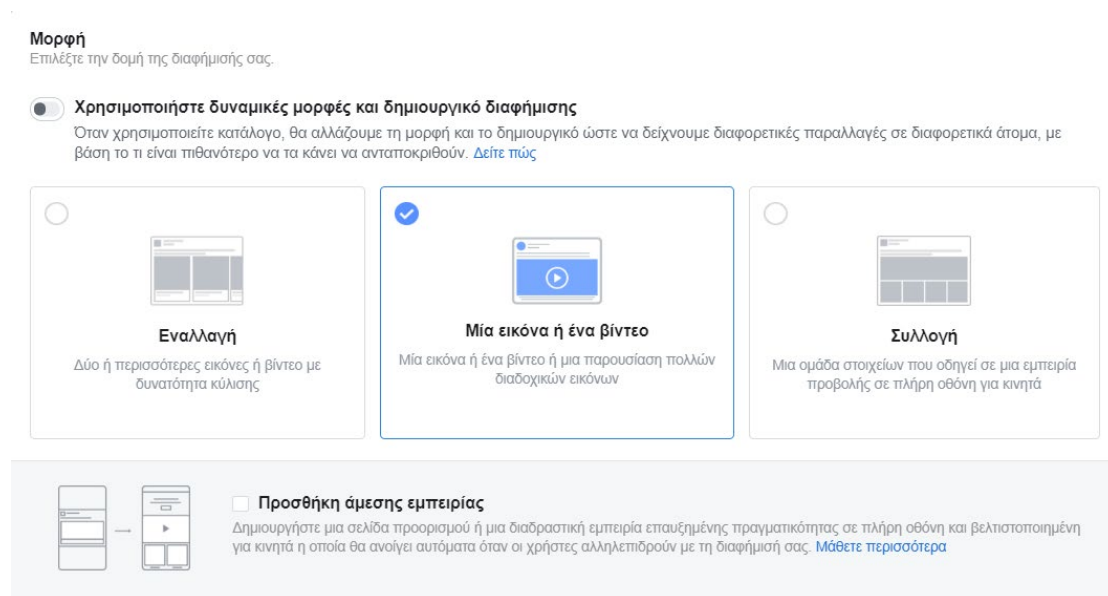 Μορφή
Επιλέξτε την δομή της διαφήμισής σας.
Χρησιμοποιήστε δυναμικές μορφές και δημιουργικό διαφήμισης
Όταν χρησιμοποιείτε κατάλογο, θα αλλάζουμε τη μορφή και το δημιουργικό ώστε να δείχνουμε διαφορετικές παραλλαγές σε διαφορετικά άτομα, με
βάση το τι είναι πιθανότερο να τα κάνει να ανταποκριθούν. Δείτε πώς
Εναλλαγή
Δύο ή περισσότερες εικόνες ή βίντεο με
δυνατότητα κύλισης
Μία εικόνα ή ένα βίντεο
Μία εικόνα ή ένα βίντεο ή μια παρουσίαση πολλών
διαδοχικών εικόνων
Συλλογή
Μια ομάδα στοιχείων που οδηγεί σε μια εμπειρία
προβολής σε πλήρη οθόνη για κινητά
Προσθήκη άμεσης εμπειρίας
Δημιουργήστε μια σελίδα προορισμού ή μια διαδραστική εμπειρία επαυξημένης πραγματικότητας σε πλήρη οθόνη και βελτιστοποιημένη
για κινητά η οποία θα ανοίγει αυτόματα όταν οι χρήστες αλληλεπιδρούν με τη διαφήμισή σας. Μάθετε περισσότερα